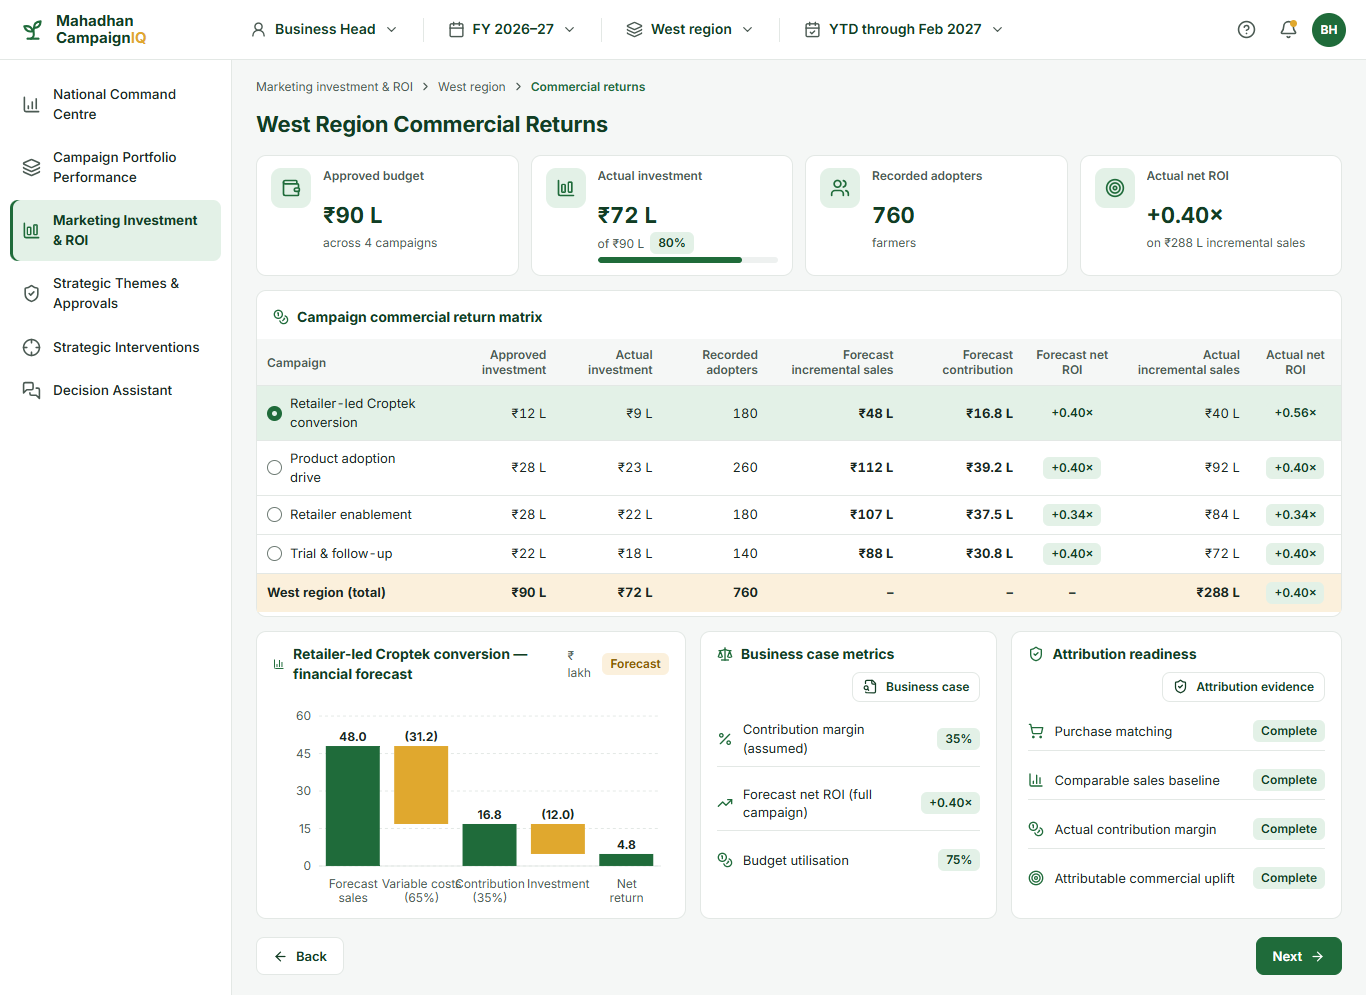 Mahadhan
CampaignIQ
Business Head
FY 2026–27
West region
YTD through Feb 2027
BH
National Command
Centre
Campaign Portfolio
Performance
Marketing Investment
& ROI
Strategic Themes &
Approvals
Strategic Interventions
Decision Assistant
Marketing investment & ROI > West region > Commercial returns
West Region Commercial Returns
Approved budget
₹90 L
across 4 campaigns
Actual investment
₹72 L
of ₹90 L 80%
Recorded adopters
760
farmers
Actual net ROI
+0.40×
on ₹288 L incremental sales
Campaign commercial return matrix
Campaign Approved investment Actual investment Recorded adopters Forecast incremental sales Forecast contribution Forecast net ROI Actual incremental sales Actual net ROI
Retailer-led Croptek conversion ₹12 L ₹9 L 180 ₹48 L ₹16.8 L +0.40× ₹40 L +0.56×
Product adoption drive ₹28 L ₹23 L 260 ₹112 L ₹39.2 L +0.40× ₹92 L +0.40×
Retailer enablement ₹28 L ₹22 L 180 ₹107 L ₹37.5 L +0.34× ₹84 L +0.34×
Trial & follow-up ₹22 L ₹18 L 140 ₹88 L ₹30.8 L +0.40× ₹72 L +0.40×
West region (total) ₹90 L ₹72 L 760 – – – ₹288 L +0.40×
Retailer-led Croptek conversion —
financial forecast
₹
lakh
Forecast
60
45
30
15
0
48.0
(31.2)
16.8
(12.0)
4.8
Forecast
sales
Variable costs
(65%)
Contribution
(35%)
Investment
Net
return
Business case metrics
Business case
Contribution margin
(assumed)
35%
Forecast net ROI (full
campaign)
+0.40×
Budget utilisation
75%
Attribution readiness
Attribution evidence
Purchase matching Complete
Comparable sales baseline Complete
Actual contribution margin Complete
Attributable commercial uplift Complete
Back
Next